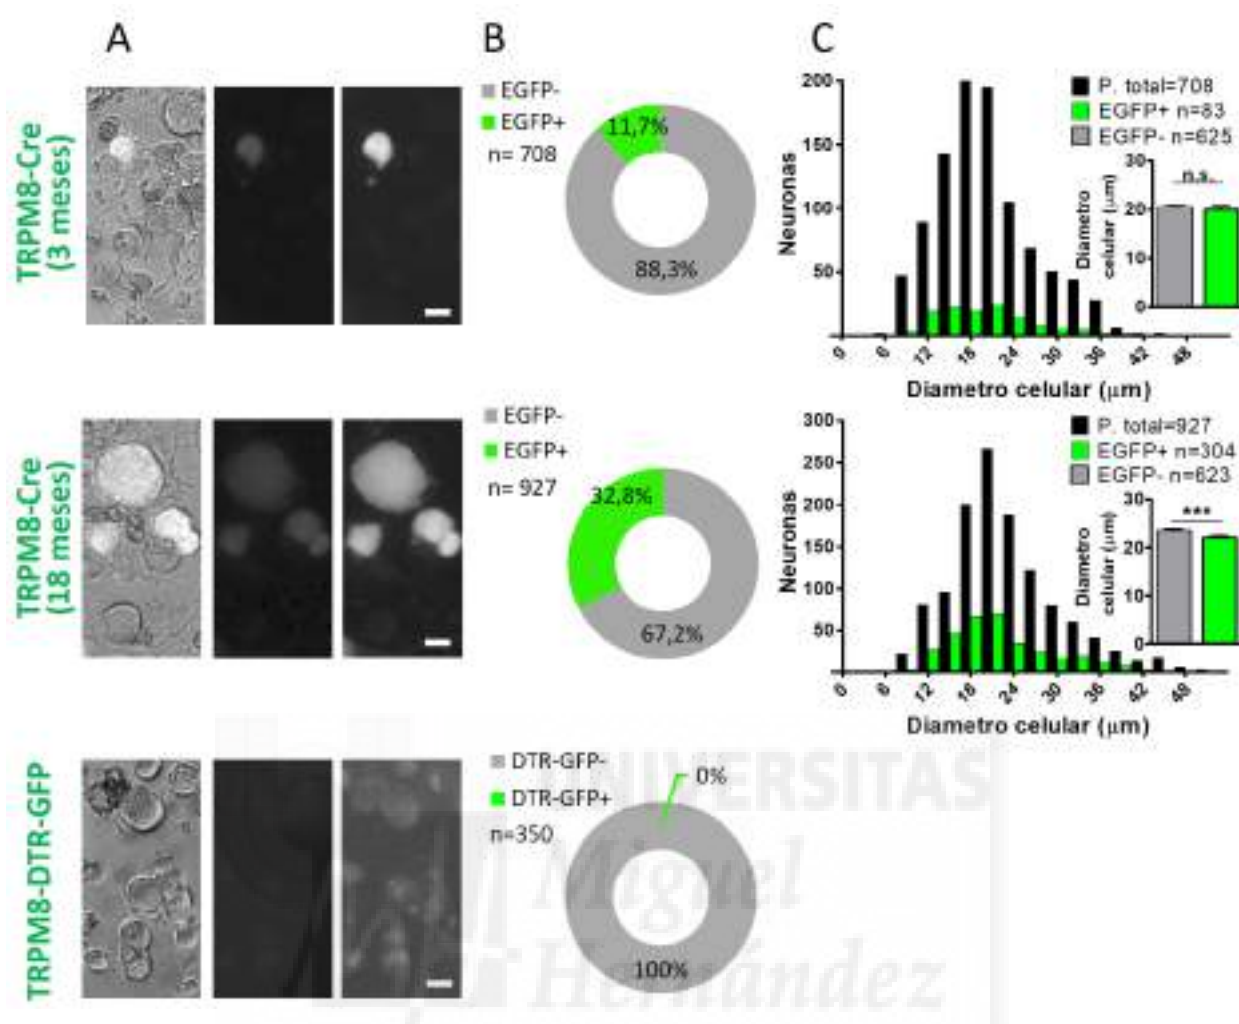 A
B
C
TRPM8-Cre
(3 meses)
EGFP-
EGFP+
n= 708
11,7%
88,3%
Neuronas
200
150
100
50
0
6
12
18
24
30
36
42
48
Diametro celular (µm)
P. total=708
EGFP+ n=83
EGFP- n=625
Diametro
celular (µm)
30
20
10
0
n.s.
TRPM8-Cre
(18 meses)
EGFP-
EGFP+
n= 927
32,8%
67,2%
Neuronas
300
250
200
150
100
50
0
6
12
18
24
30
36
42
48
Diametro celular (µm)
P. total=927
EGFP+ n=304
EGFP- n=623
Diametro
celular (µm)
30
20
10
0
***
TRPM8-DTR-GFP
DTR-GFP-
DTR-GFP+
n=350
0%
100%
UNIVERSITAS
Miguel
Hernández